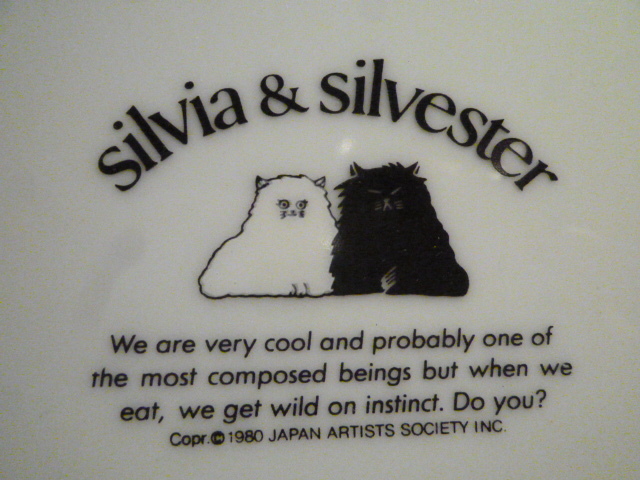 silvia & silvester
We are very cool and probably one of
the most composed beings but when we
eat, we get wild on instinct. Do you?
Copr.©1980 JAPAN ARTISTS SOCIETY INC.